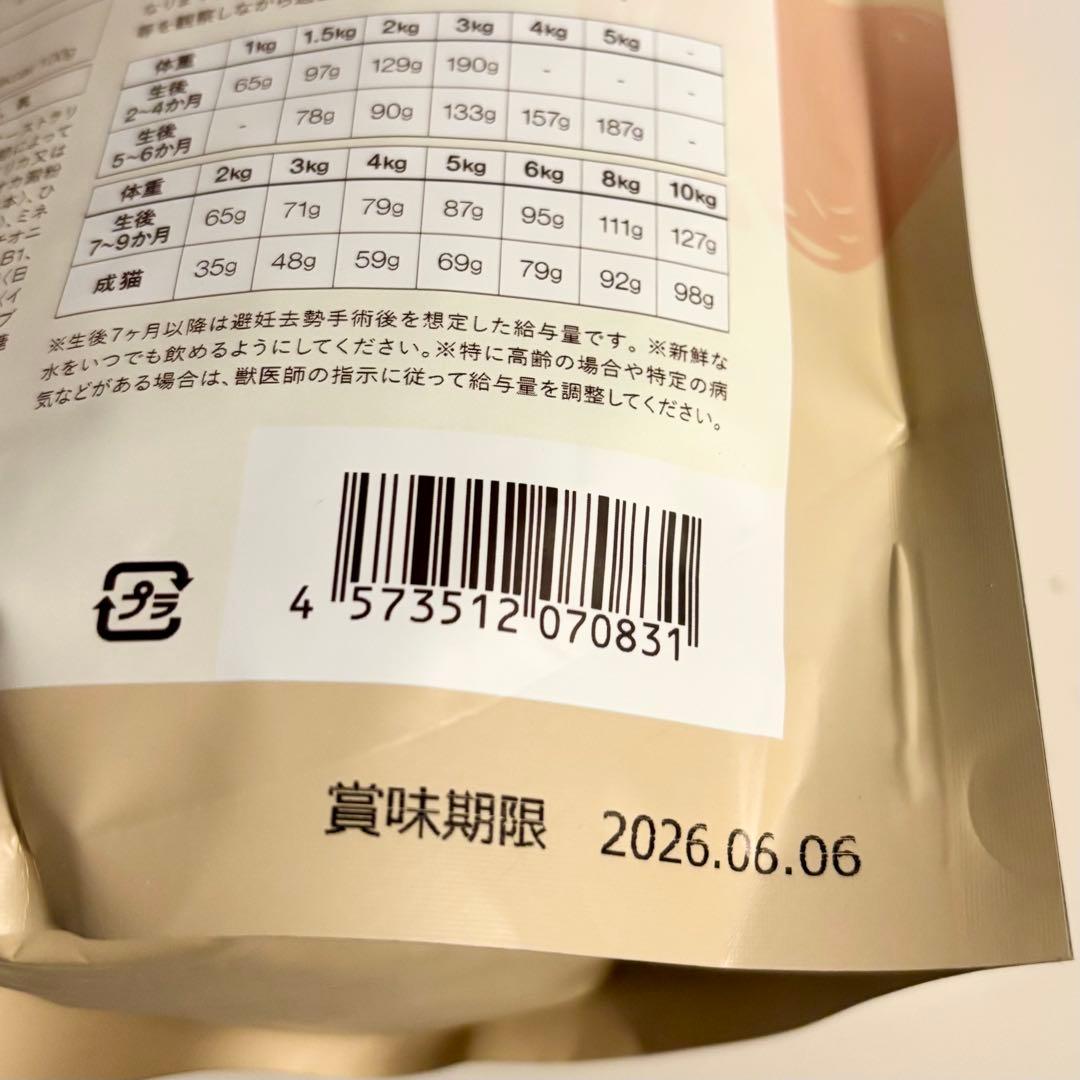 体重 1kg 1.5kg 2kg 3kg 4kg 5kg -
生後 2~4か月 65g 97g 129g 190g - - -
生後 5~6か月 - 78g 90g 133g 157g 187g -
体重 2kg 3kg 4kg 5kg 6kg 8kg 10kg
生後 7~9か月 65g 71g 79g 87g 95g 111g 127g
成猫 35g 48g 59g 69g 79g 92g 98g
※生後7ヶ月以降は避妊去勢手術後を想定した給与量です。※新鮮な
水をいつでも飲めるようにしてください。※特に高齢の場合や特定の病
気などがある場合は、獣医師の指示に従って給与量を調整してください。
プラ
4 573512 070831
賞味期限 2026.06.06